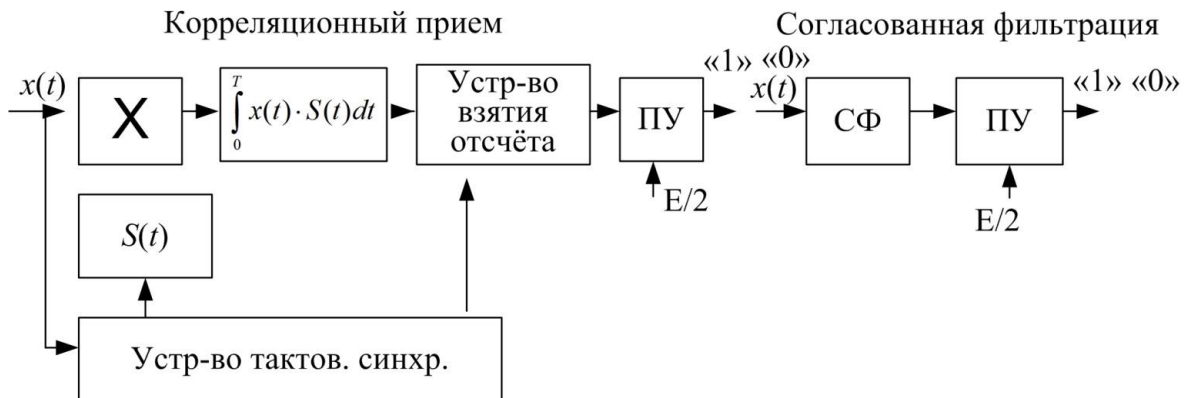 Корреляционный прием
Согласованная фильтрация
x(t)
X
T
∫ x(t) · S(t)dt
0
Устр-во
взятия
отсчёта
ПУ
«1» «0»
x(t)
СФ
ПУ
«1» «0»
E/2
E/2
S(t)
Устр-во тактов. синхр.